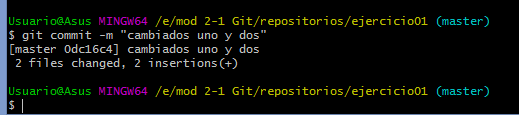 Usuario@Asus MINGW64 /e/mod 2-1 Git/repositorios/ejercicio01 (master)
$ git commit -m "cambiados uno y dos"
[master 0dc16c4] cambiados uno y dos
 2 files changed, 2 insertions(+)
Usuario@Asus MINGW64 /e/mod 2-1 Git/repositorios/ejercicio01 (master)
$